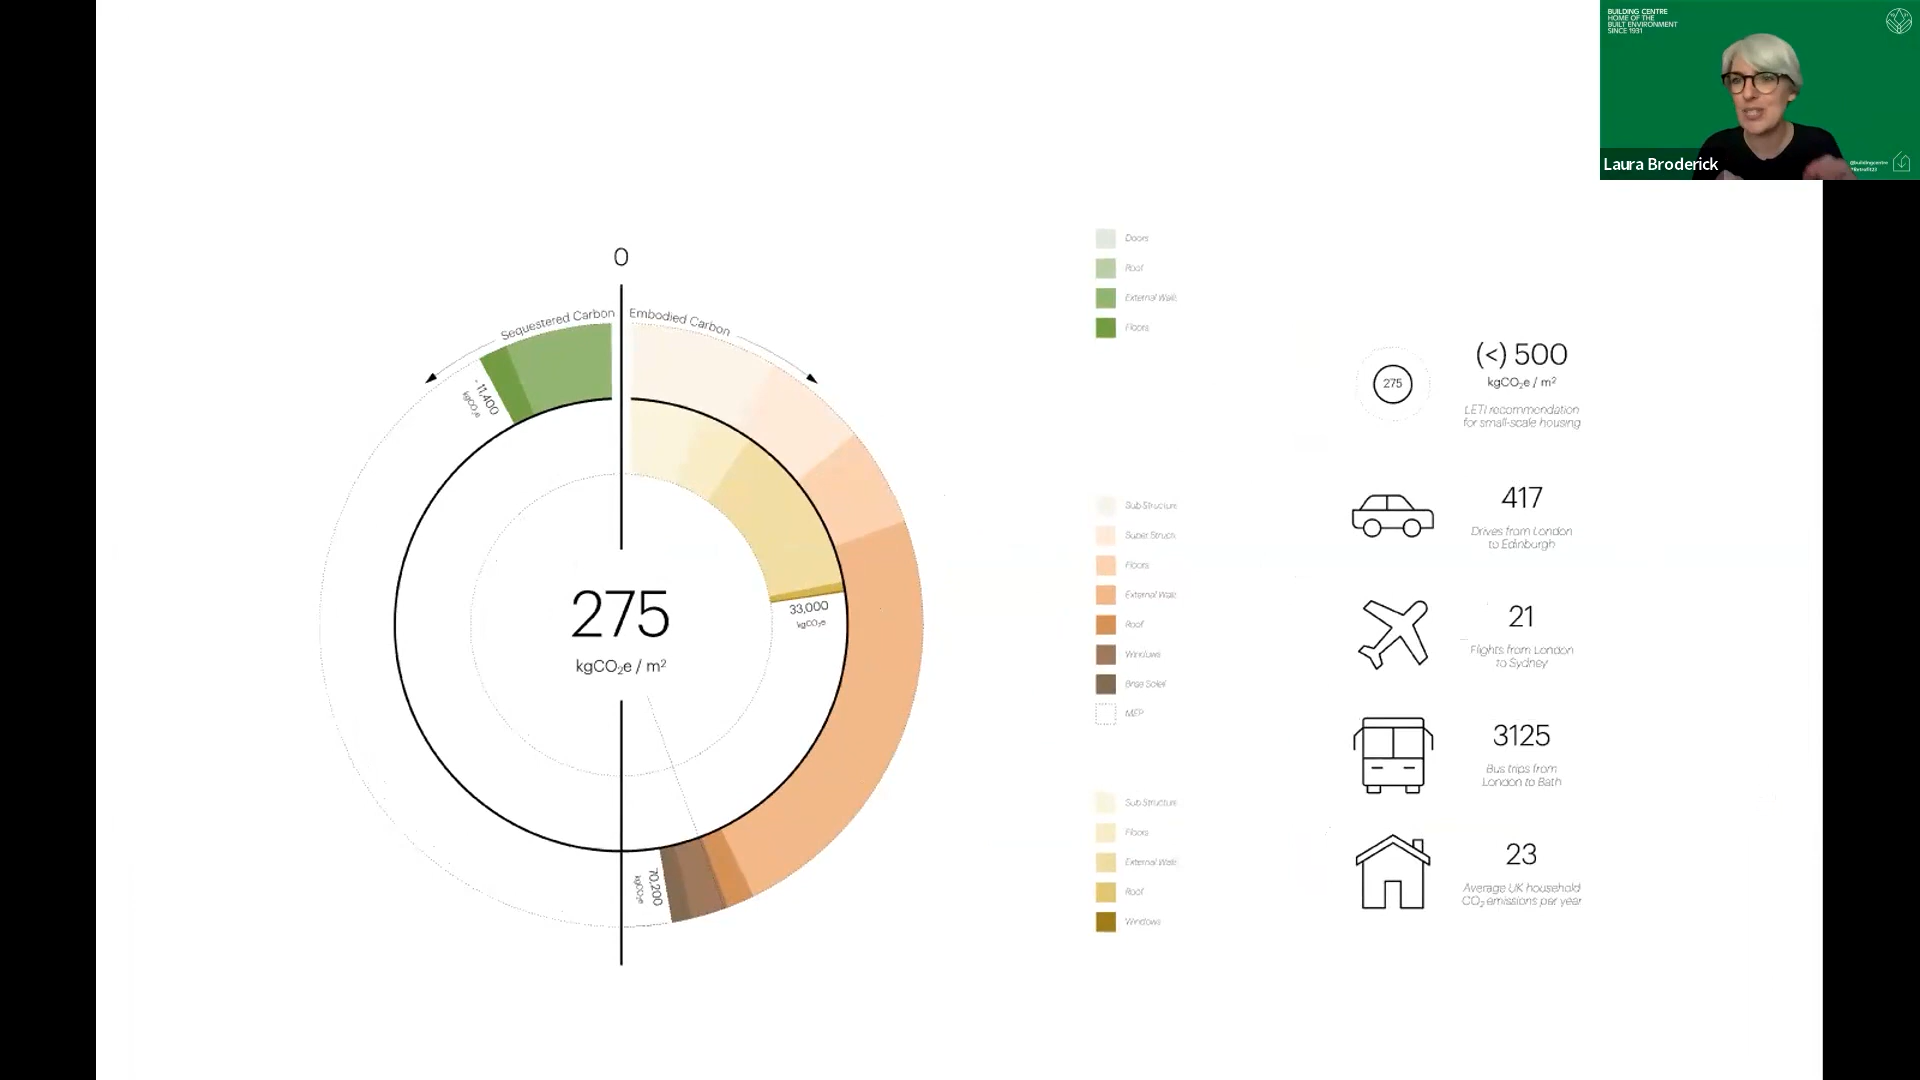 BUILDING CENTRE
HOME OF THE
BUILT ENVIRONMENT
SINCE 1931
Laura Broderick
@buildingcentre
0
Sequestered Carbon
Embodied Carbon
- 11,400
kgCO₂e
33,000
kgCO₂e
275
kgCO₂e / m²
70,200
kgCO₂e
Doors
Roof
External Walls
Floors
Sub Structure
Super Struch
Floors
External Walls
Roof
Windows
Brise Soleil
MEP
Sub Structure
Floors
External Walls
Roof
Windows
275
(<) 500
kgCO₂e / m²
LETI recommendation
for small-scale housing
417
Drives from London
to Edinburgh
21
Flights from London
to Sydney
3125
Bus trips from
London to Bath
23
Average UK household
CO₂ emissions per year